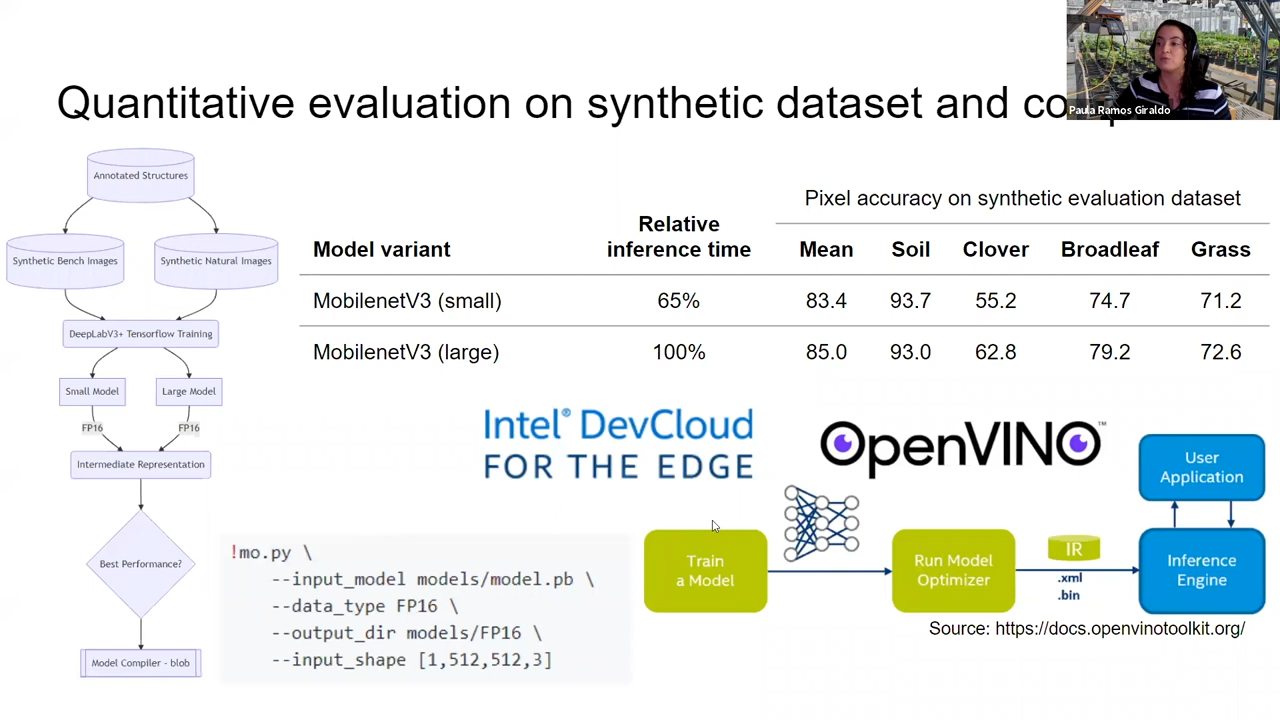 Paula Ramos Giraldo
Quantitative evaluation on synthetic dataset and
Annotated Structures
Synthetic Bench Images
Synthetic Natural Images
DeepLabV3+ Tensorflow Training
Small Model
Large Model
FP16
FP16
Intermediate Representation
Best Performance?
Model Compiler - blob
Pixel accuracy on synthetic evaluation dataset
Model variant Relative inference time Mean Soil Clover Broadleaf Grass
MobilenetV3 (small) 65% 83.4 93.7 55.2 74.7 71.2
MobilenetV3 (large) 100% 85.0 93.0 62.8 79.2 72.6
Intel® DevCloud
FOR THE EDGE
OpenVINO™
!mo.py \
--input_model models/model.pb \
--data_type FP16 \
--output_dir models/FP16 \
--input_shape [1,512,512,3]
Train
a Model
Run Model
Optimizer
IR
.xml
.bin
User
Application
Inference
Engine
Source: https://docs.openvinotoolkit.org/